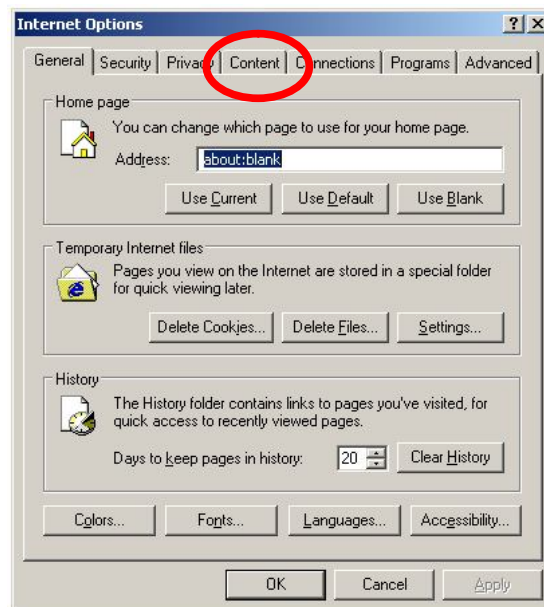 Internet Options
General Security Privacy Content Connections Programs Advanced
Home page
You can change which page to use for your home page.
Address: about:blank
Use Current Use Default Use Blank
Temporary Internet files
Pages you view on the Internet are stored in a special folder
for quick viewing later.
Delete Cookies... Delete Files... Settings...
History
The History folder contains links to pages you've visited, for
quick access to recently viewed pages.
Days to keep pages in history: 20 Clear History
Colors... Fonts... Languages... Accessibility...
OK Cancel Apply